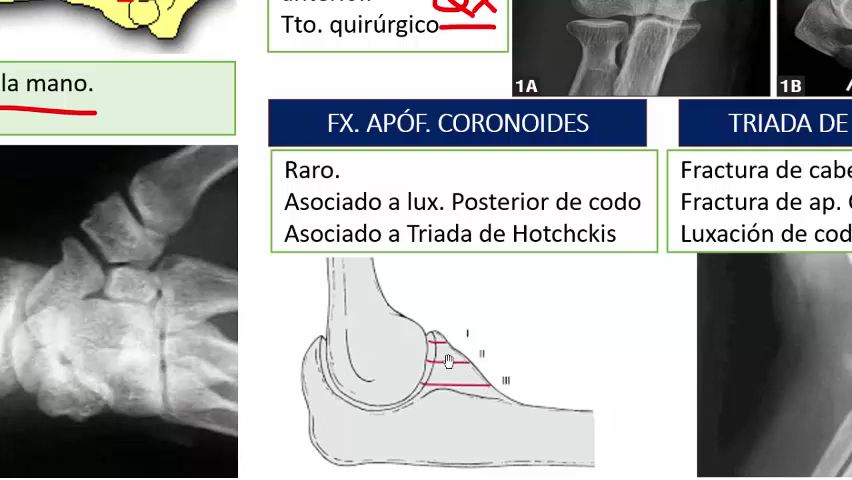 Tto. quirúrgico
la mano.
1A
1B
FX. APÓF. CORONOIDES
TRIADA DE
Raro.
Asociado a lux. Posterior de codo
Asociado a Triada de Hotchckis
Fractura de cabe
Fractura de ap.
Luxación de cod
I
II
III